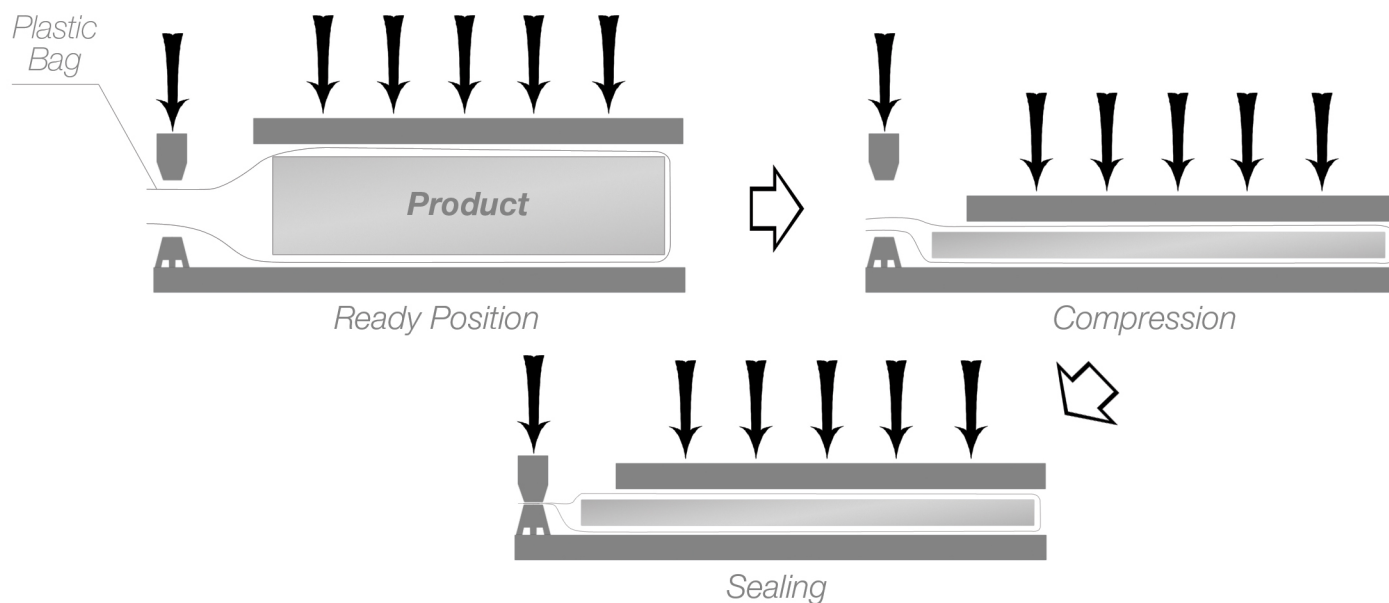 Plastic
Bag
Product
Ready Position
Compression
Sealing